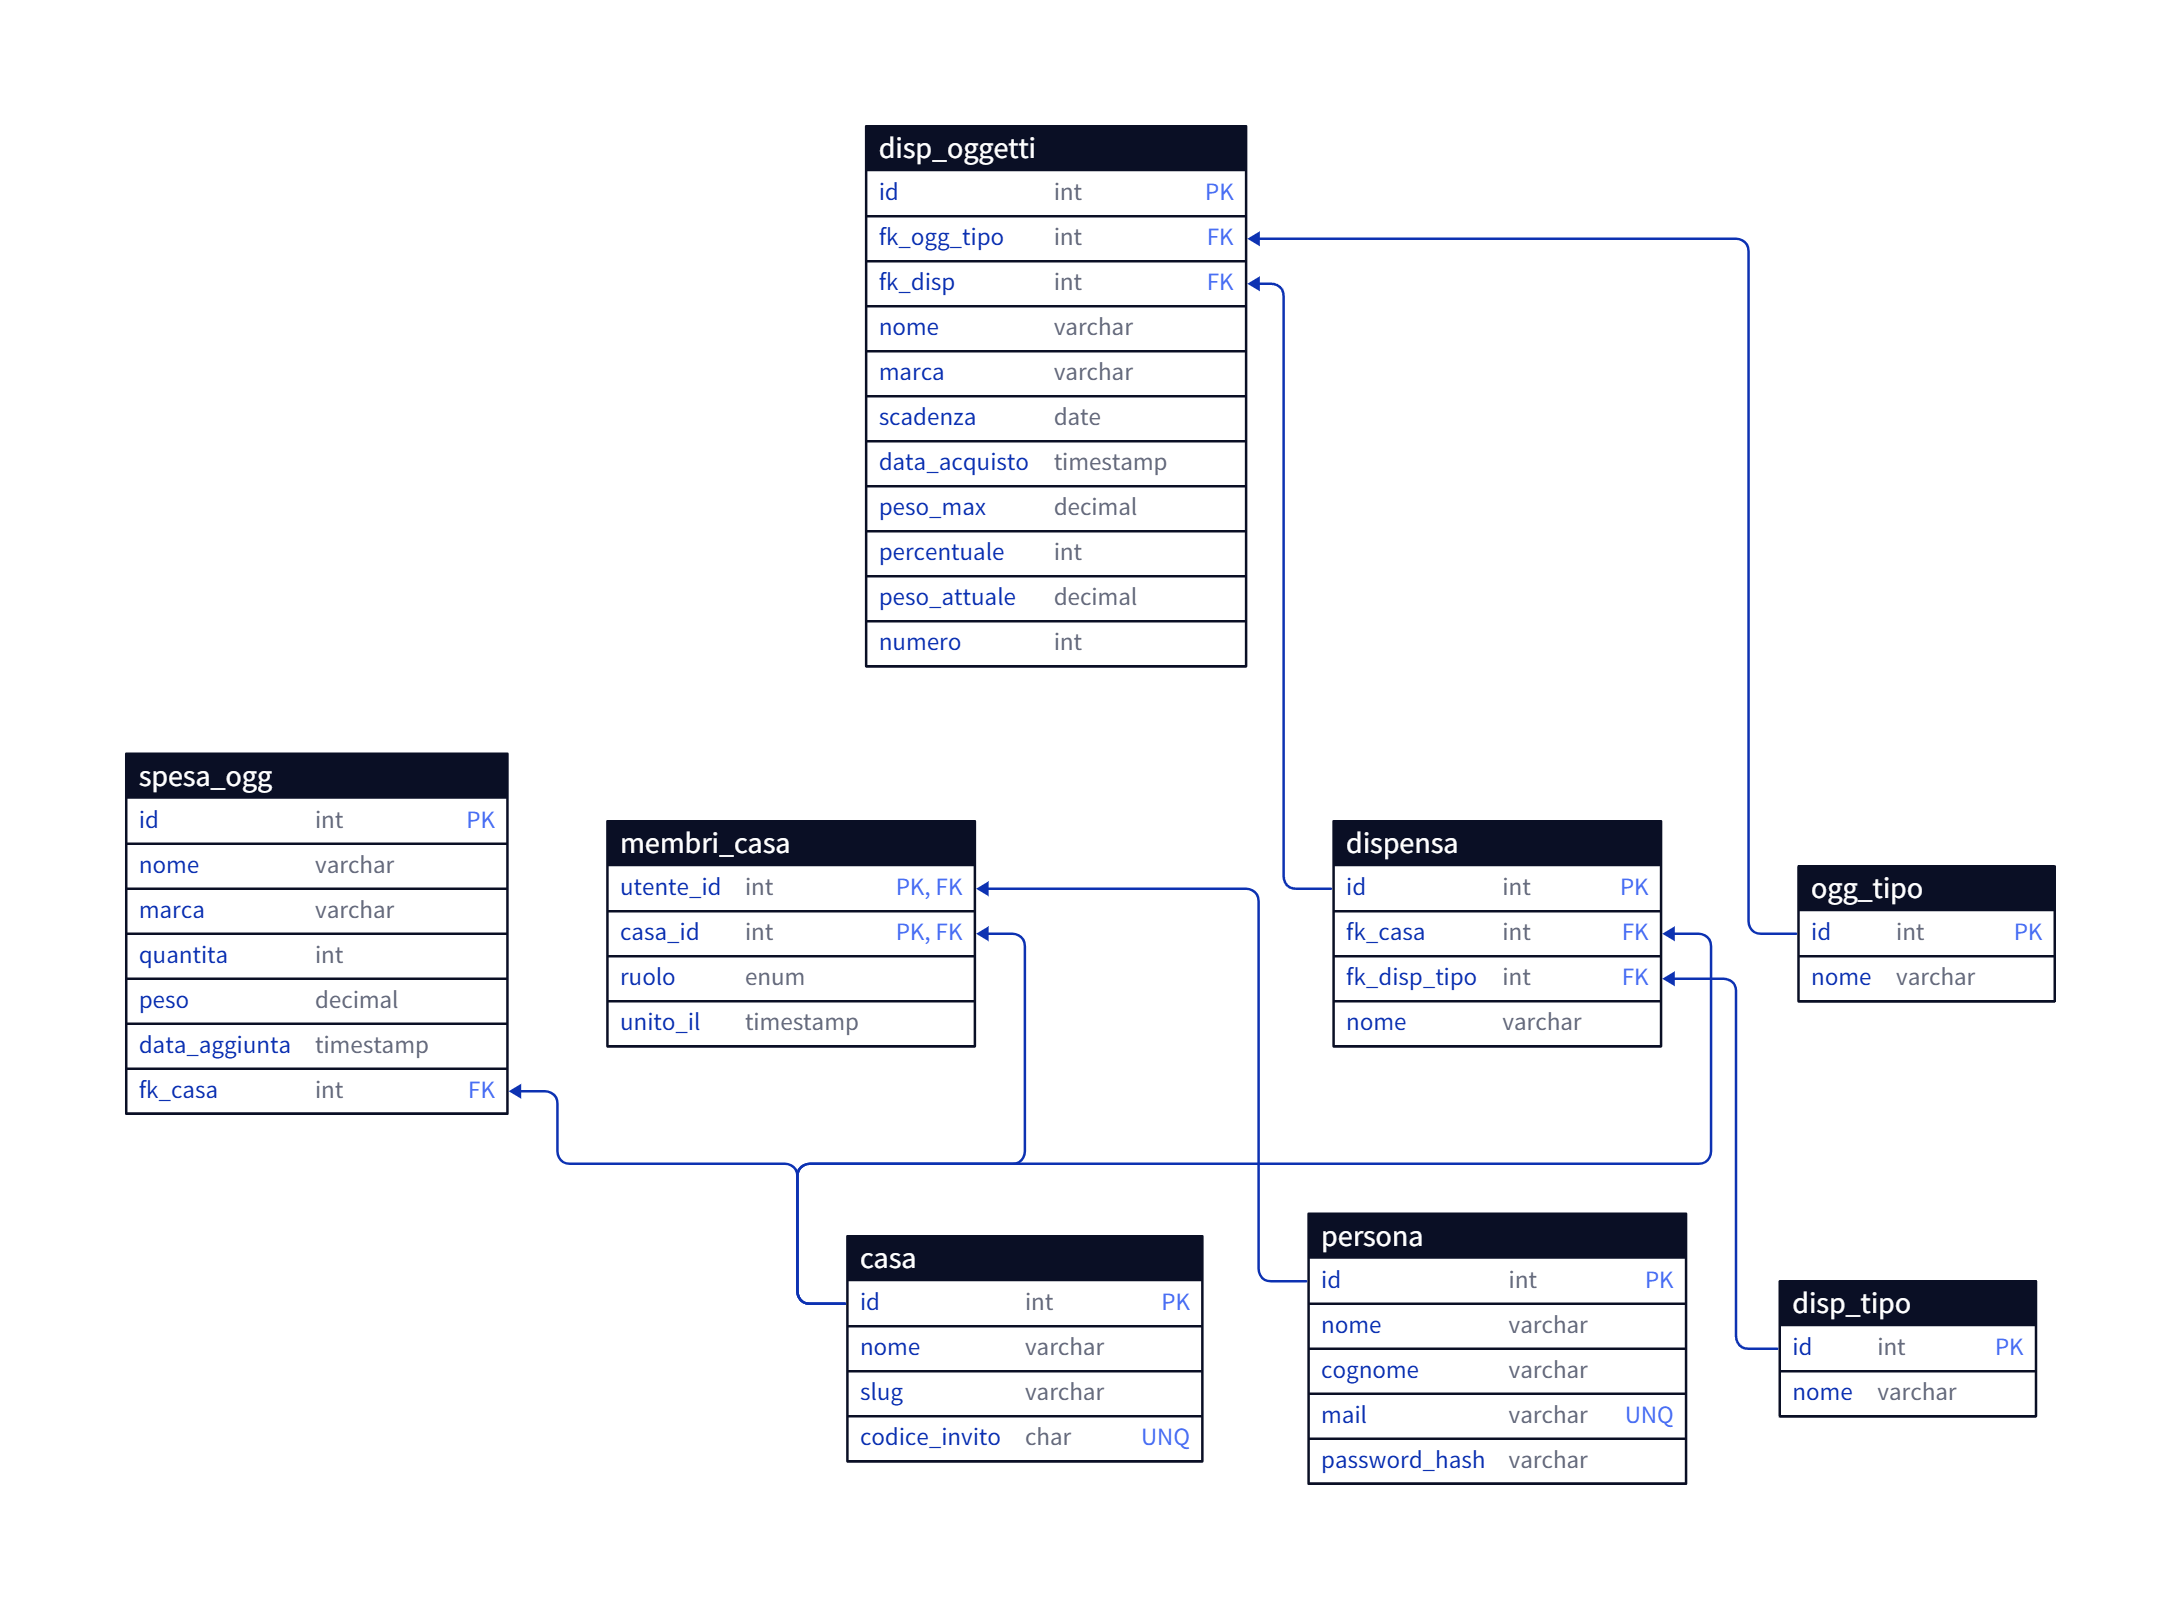 disp_oggetti
id int PK
fk_ogg_tipo int FK
fk_disp int FK
nome varchar
marca varchar
scadenza date
data_acquisto timestamp
peso_max decimal
percentuale int
peso_attuale decimal
numero int
spesa_ogg
id int PK
nome varchar
marca varchar
quantita int
peso decimal
data_aggiunta timestamp
fk_casa int FK
membri_casa
utente_id int PK, FK
casa_id int PK, FK
ruolo enum
unito_il timestamp
dispensa
id int PK
fk_casa int FK
fk_disp_tipo int FK
nome varchar
ogg_tipo
id int PK
nome varchar
casa
id int PK
nome varchar
slug varchar
codice_invito char UNQ
persona
id int PK
nome varchar
cognome varchar
mail varchar UNQ
password_hash varchar
disp_tipo
id int PK
nome varchar